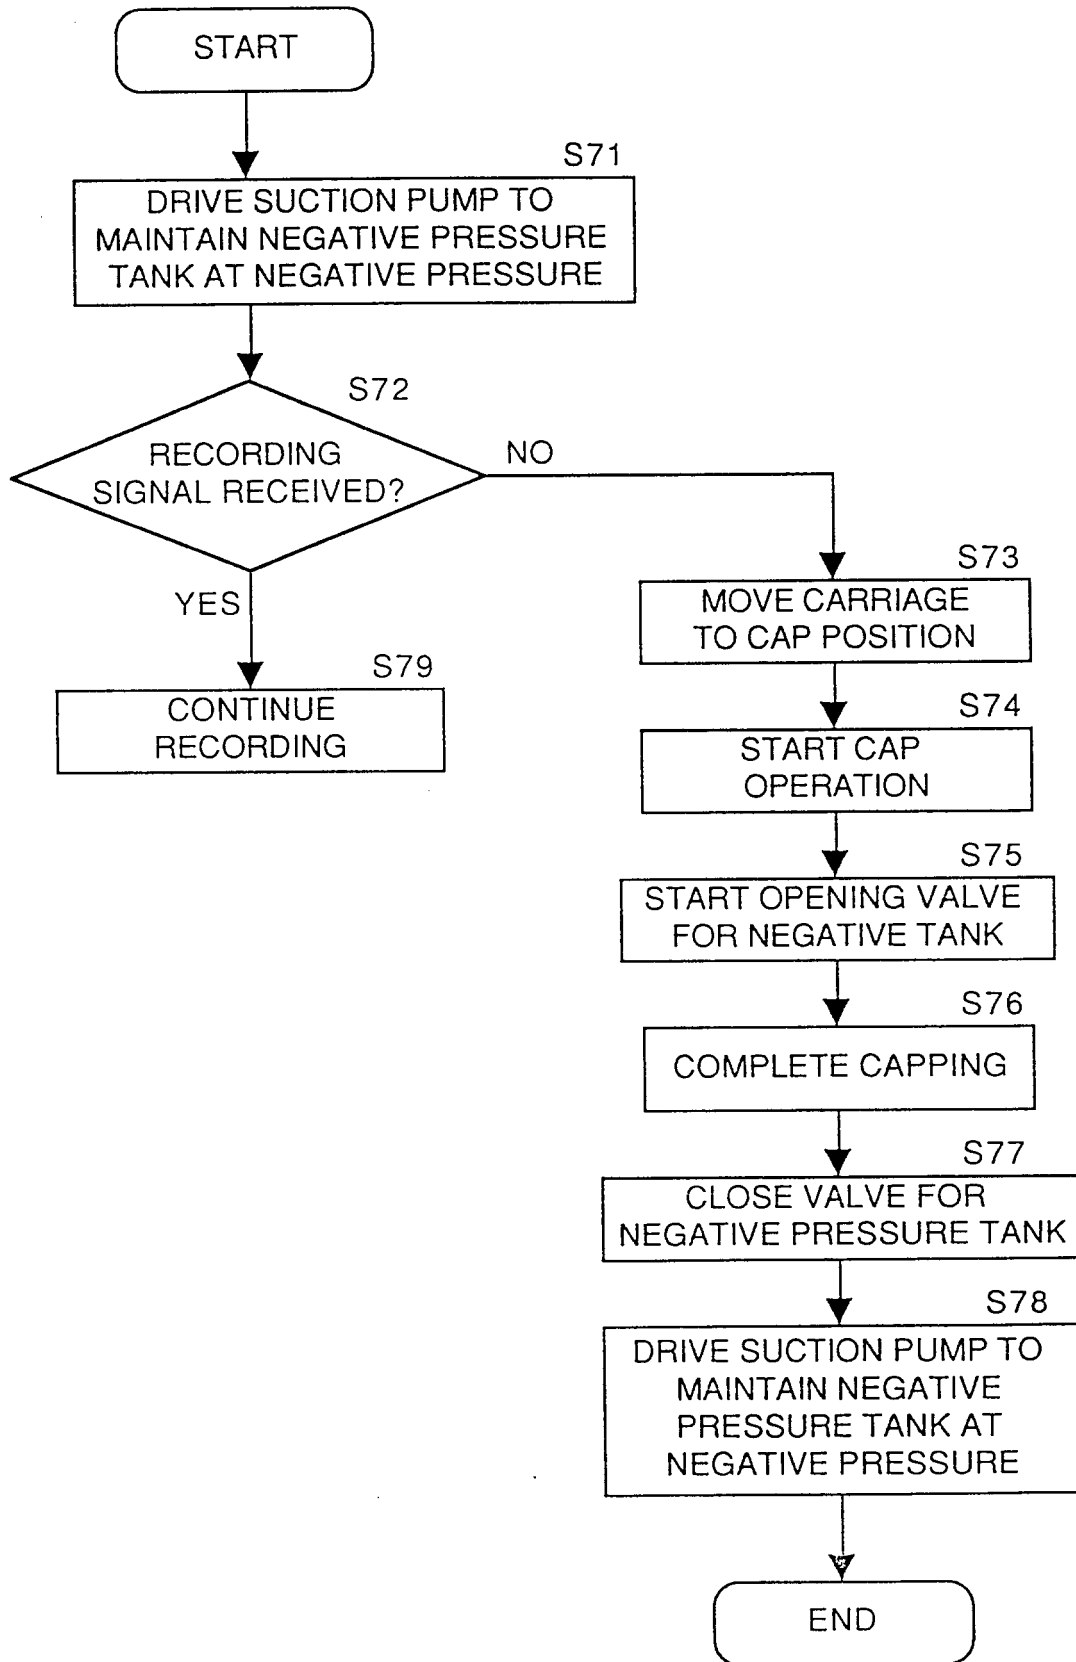 START
S71
DRIVE SUCTION PUMP TO
MAINTAIN NEGATIVE PRESSURE
TANK AT NEGATIVE PRESSURE
S72
RECORDING
SIGNAL RECEIVED?
NO
YES
S79
CONTINUE
RECORDING
S73
MOVE CARRIAGE
TO CAP POSITION
S74
START CAP
OPERATION
S75
START OPENING VALVE
FOR NEGATIVE TANK
S76
COMPLETE CAPPING
S77
CLOSE VALVE FOR
NEGATIVE PRESSURE TANK
S78
DRIVE SUCTION PUMP TO
MAINTAIN NEGATIVE
PRESSURE TANK AT
NEGATIVE PRESSURE
END